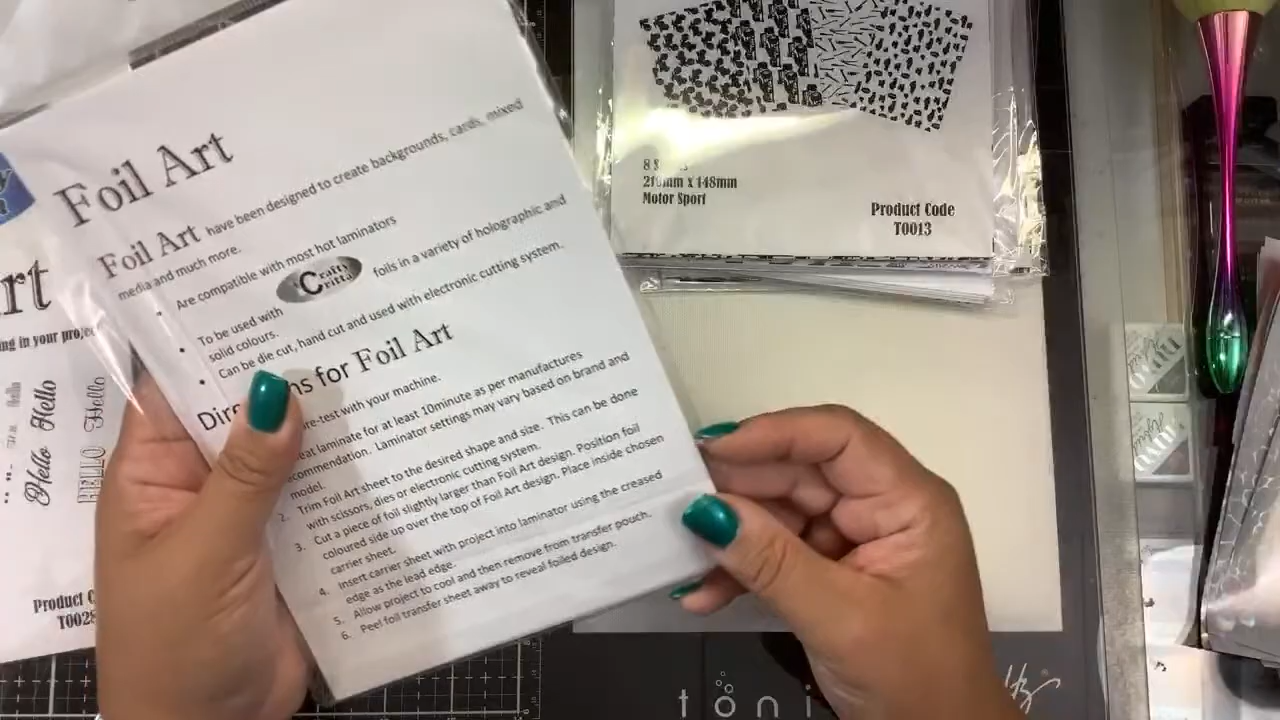 Foil Art
Foil Art have been designed to create backgrounds, cards, mixed
media and much more.
• Are compatible with most hot laminators
• To be used with Crafty Critta foils in a variety of holographic and
solid colours.
• Can be die cut, hand cut and used with electronic cutting system.
for Foil Art
with your machine.
laminate for at least 10minute as per manufactures
Laminator settings may vary based on brand and
model.
2. Trim Foil Art sheet to the desired shape and size. This can be done
with scissors, dies or electronic cutting system.
3. Cut a piece of foil slightly larger than Foil Art design. Position foil
coloured side up over the top of Foil Art design. Place inside chosen
carrier sheet.
4. Insert carrier sheet with project into laminator using the creased
edge as the lead edge.
5. Allow project to cool and then remove from transfer pouch.
6. Peel foil transfer sheet away to reveal foiled design.
8
210mm x 148mm
Motor Sport
Product Code
T0013
rt
ing in your
Hello
Hello
Hello
HELLO
Product
T0028
tonic